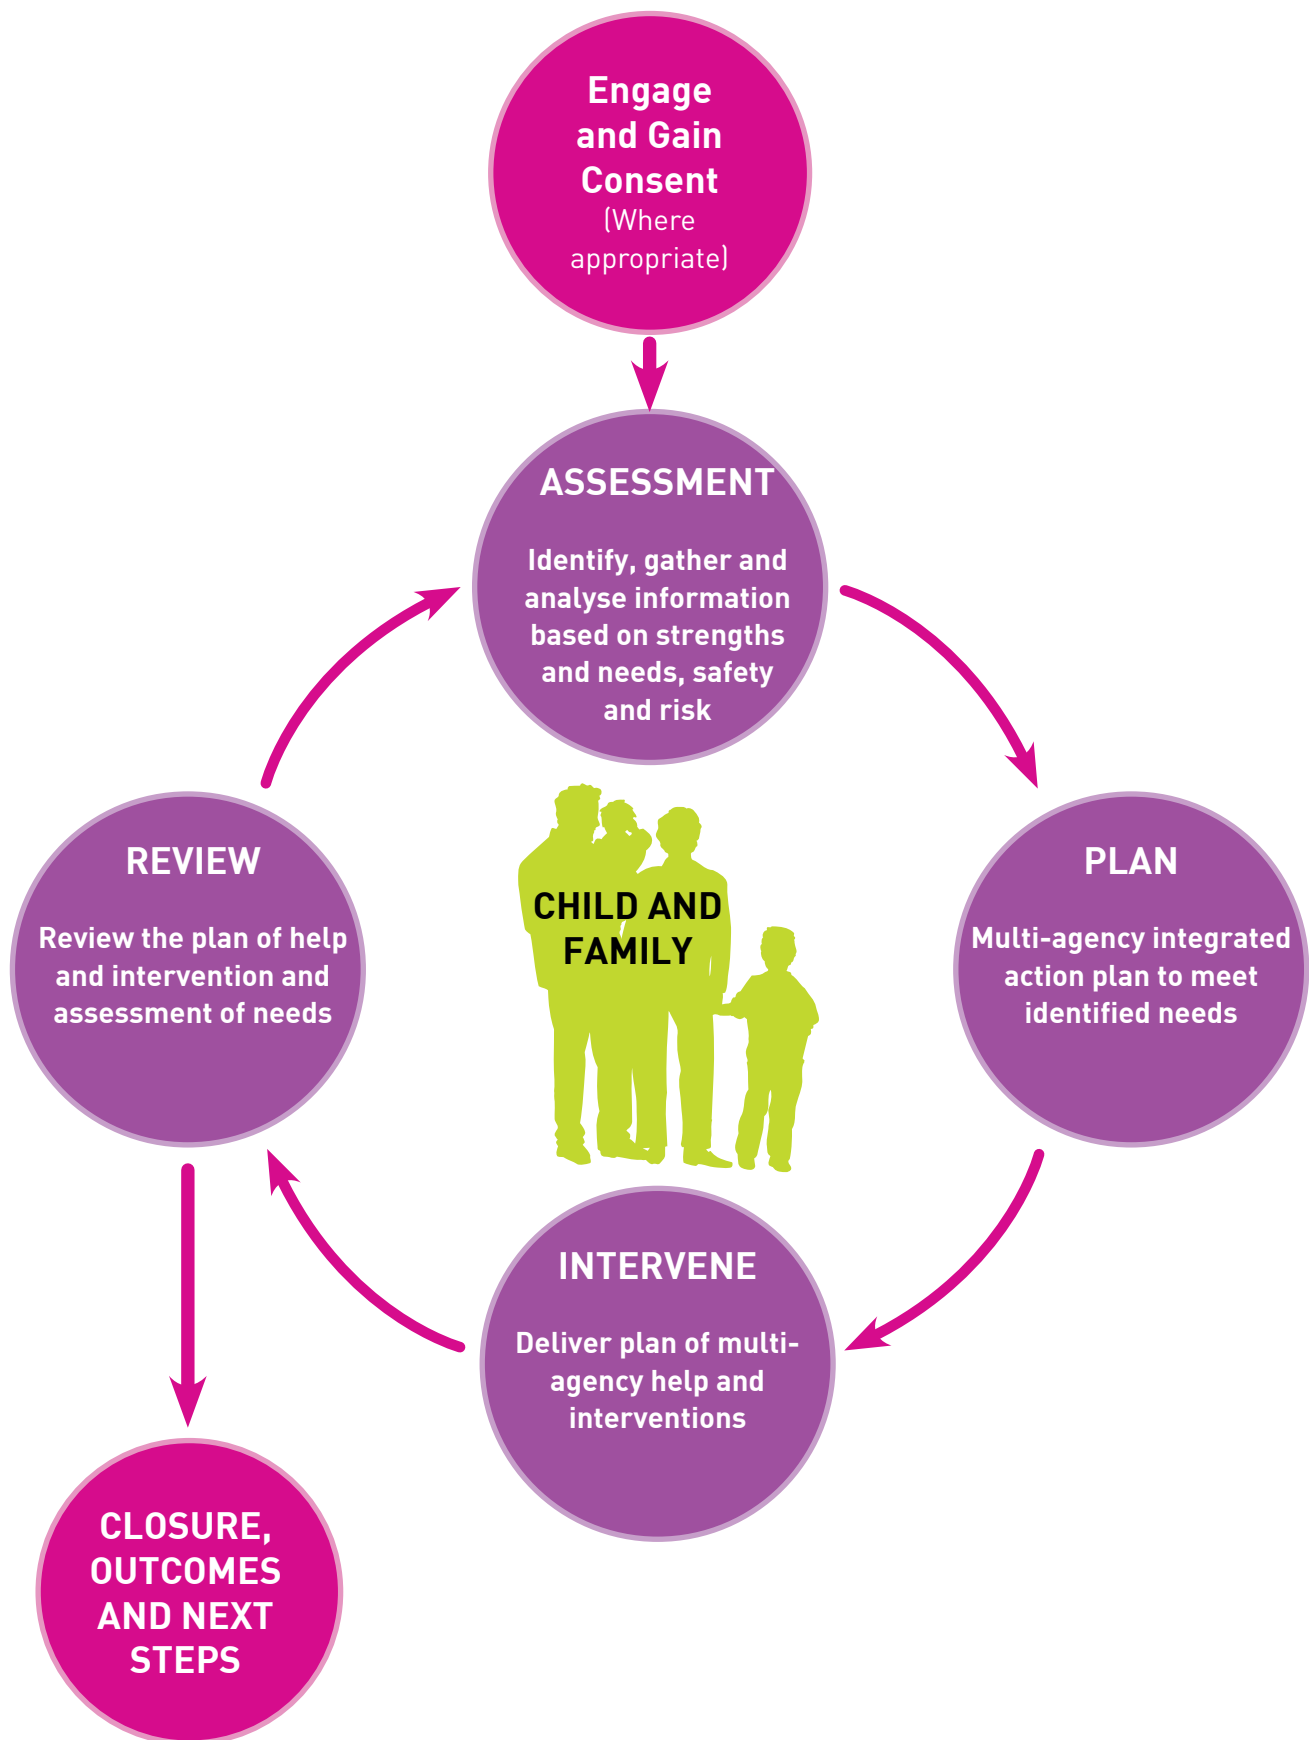 Engage
and Gain
Consent
(Where
appropriate)
ASSESSMENT
Identify, gather and
analyse information
based on strengths
and needs, safety
and risk
PLAN
Multi-agency integrated
action plan to meet
identified needs
INTERVENE
Deliver plan of multi-
agency help and
interventions
REVIEW
Review the plan of help
and intervention and
assessment of needs
CHILD AND
FAMILY
CLOSURE,
OUTCOMES
AND NEXT
STEPS